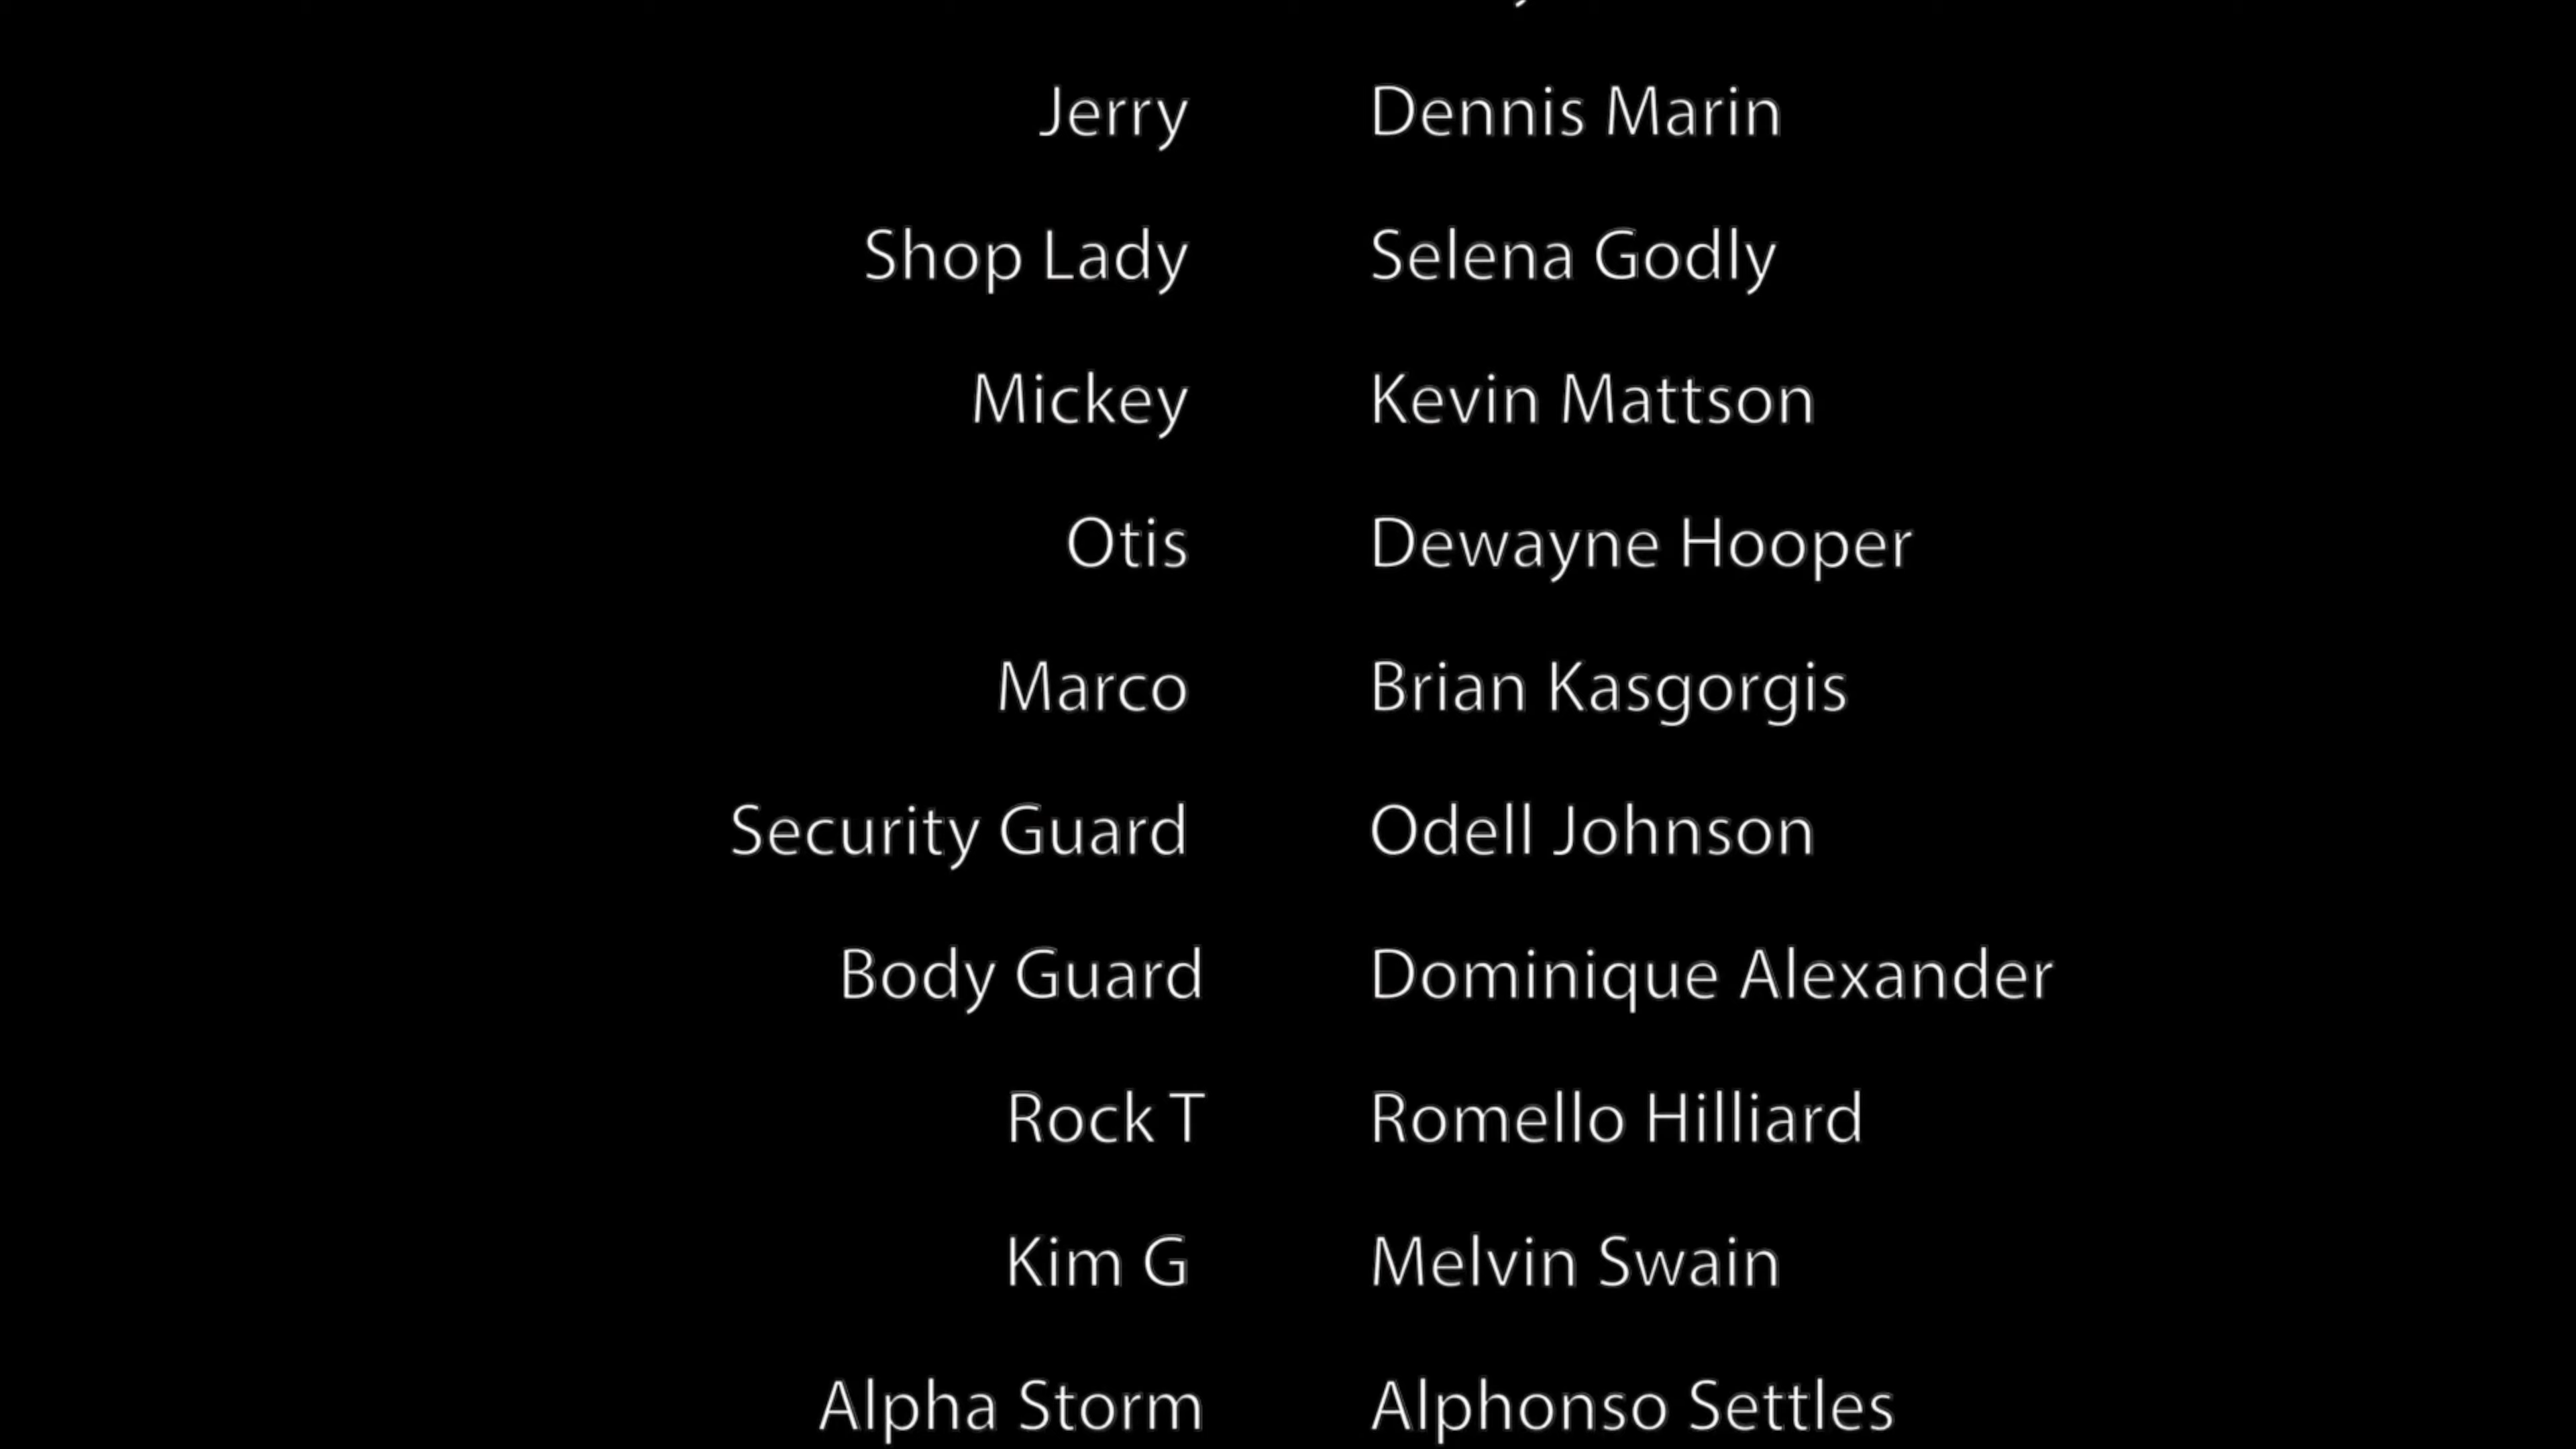 Jerry Dennis Marin
Shop Lady Selena Godly
Mickey Kevin Mattson
Otis Dewayne Hooper
Marco Brian Kasgorgis
Security Guard Odell Johnson
Body Guard Dominique Alexander
Rock T Romello Hilliard
Kim G Melvin Swain
Alpha Storm Alphonso Settles